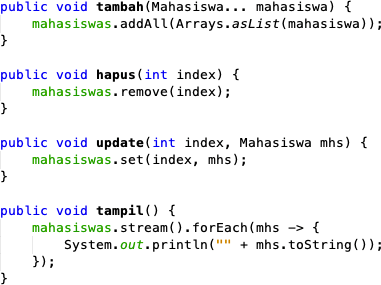 public void tambah(Mahasiswa... mahasiswa) {
    mahasiswas.addAll(Arrays.asList(mahasiswa));
}

public void hapus(int index) {
    mahasiswas.remove(index);
}

public void update(int index, Mahasiswa mhs) {
    mahasiswas.set(index, mhs);
}

public void tampil() {
    mahasiswas.stream().forEach(mhs -> {
        System.out.println("" + mhs.toString());
    });
}